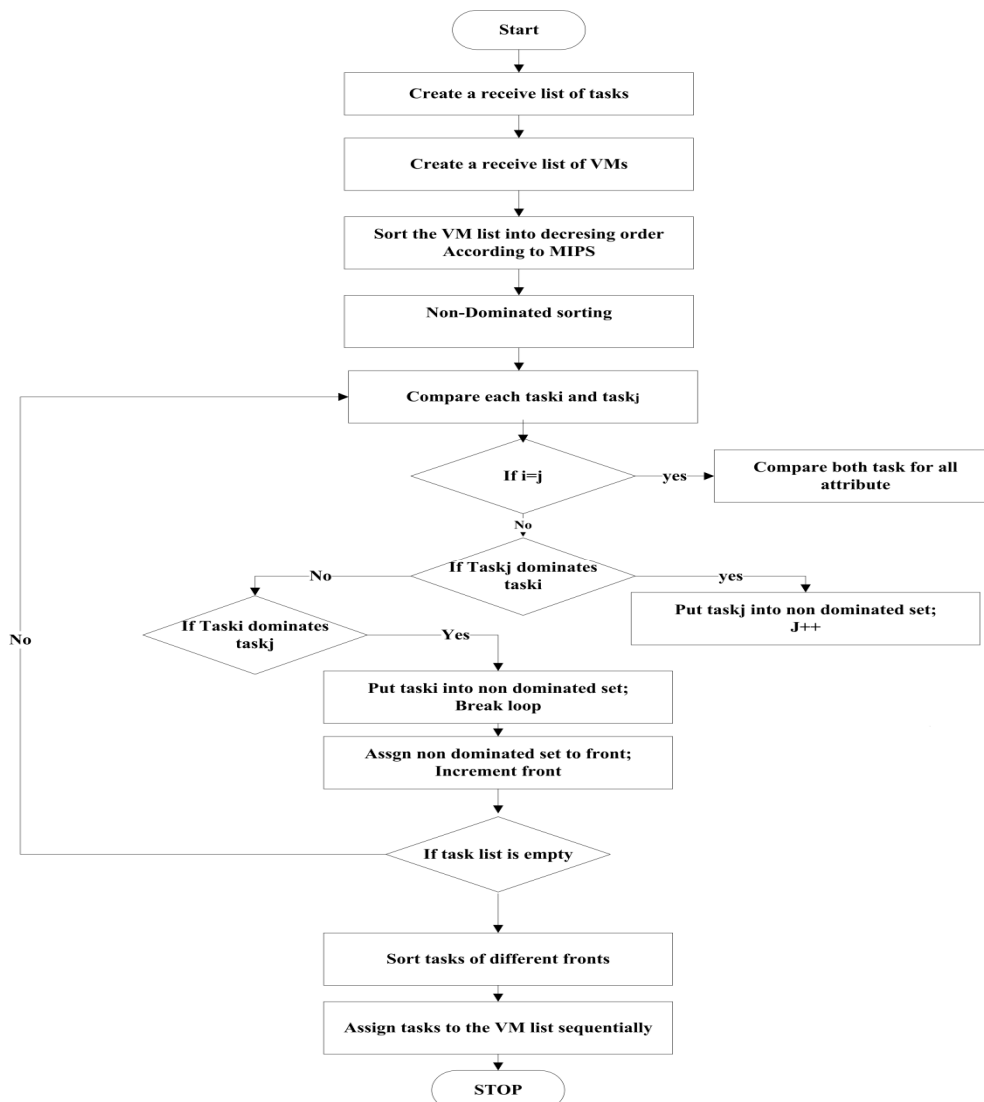 Start
Create a receive list of tasks
Create a receive list of VMs
Sort the VM list into decresing order
According to MIPS
Non-Dominated sorting
Compare each taski and taskj
If i=j
yes
Compare both task for all
attribute
No
If Taskj dominates
taski
No
yes
Put taskj into non dominated set;
J++
If Taski dominates
taskj
Yes
No
Put taski into non dominated set;
Break loop
Assgn non dominated set to front;
Increment front
If task list is empty
Sort tasks of different fronts
Assign tasks to the VM list sequentially
STOP